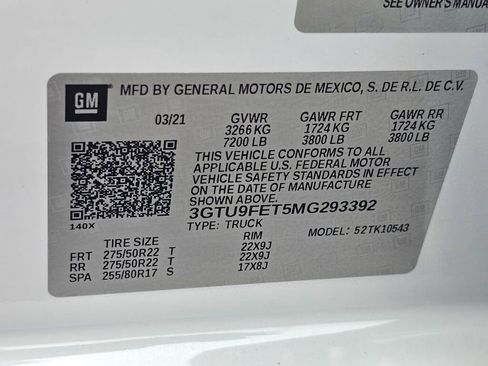 SEE OWNER'S MANUA
GM
MFD BY GENERAL MOTORS DE MEXICO, S. DE R.L. DE C.V.
03/21 GVWR GAWR FRT GAWR RR
3266 KG 1724 KG 1724 KG
7200 LB 3800 LB 3800 LB
THIS VEHICLE CONFORMS TO ALL
APPLICABLE U.S. FEDERAL MOTOR
VEHICLE SAFETY STANDARDS IN EFFECT
ON THE DATE OF MANUFACTURE
SHOWN ABOVE.
3GTU9FET5MG293392
140X TYPE: TRUCK MODEL: 52TK10543
TIRE SIZE RIM
FRT 275/50R22 T 22X9J
RR 275/50R22 T 22X9J
SPA 255/80R17 S 17X8J